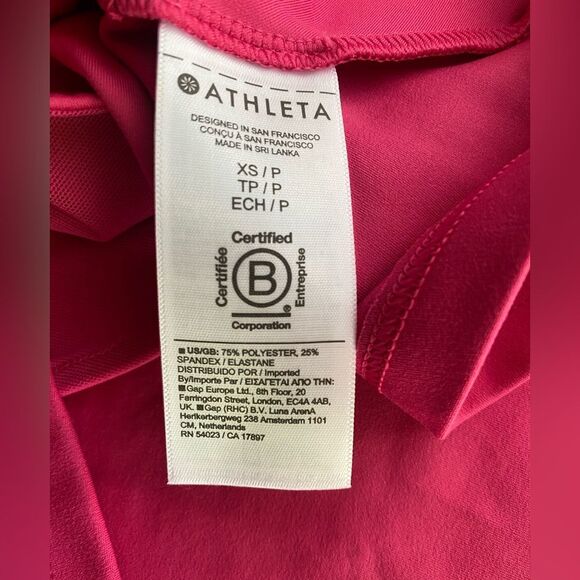 ATHLETA
DESIGNED IN SAN FRANCISCO
CONÇU À SAN FRANCISCO
MADE IN SRI LANKA
XS / P
TP / P
ECH / P
Certified
Certifiée
B
Entreprise
®
Corporation
US/GB: 75% POLYESTER, 25%
SPANDEX / ELASTANE
DISTRIBUIDO POR / Imported
By/Importe Par / ΕΙΣΑΓΕΤΑΙ ΑΠΟ ΤΗΝ:
Gap Europe Ltd., 8th Floor, 20
Farringdon Street, London, EC4A 4AB,
UK. Gap (RHC) B.V. Luna ArenA
Herikerbergweg 238 Amsterdam 1101
CM, Netherlands
RN 54023 / CA 17897